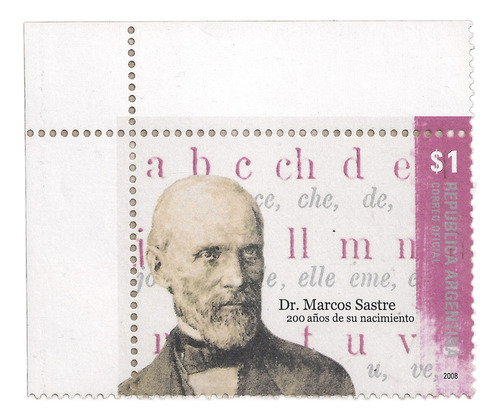 a b c ch d e
$1
ce, che, de,
ll m
elle eme, e
Dr. Marcos Sastre
200 años de su nacimiento
t u v
u, ve,
REPUBLICA ARGENTINA
CORREO OFICIAL
2008